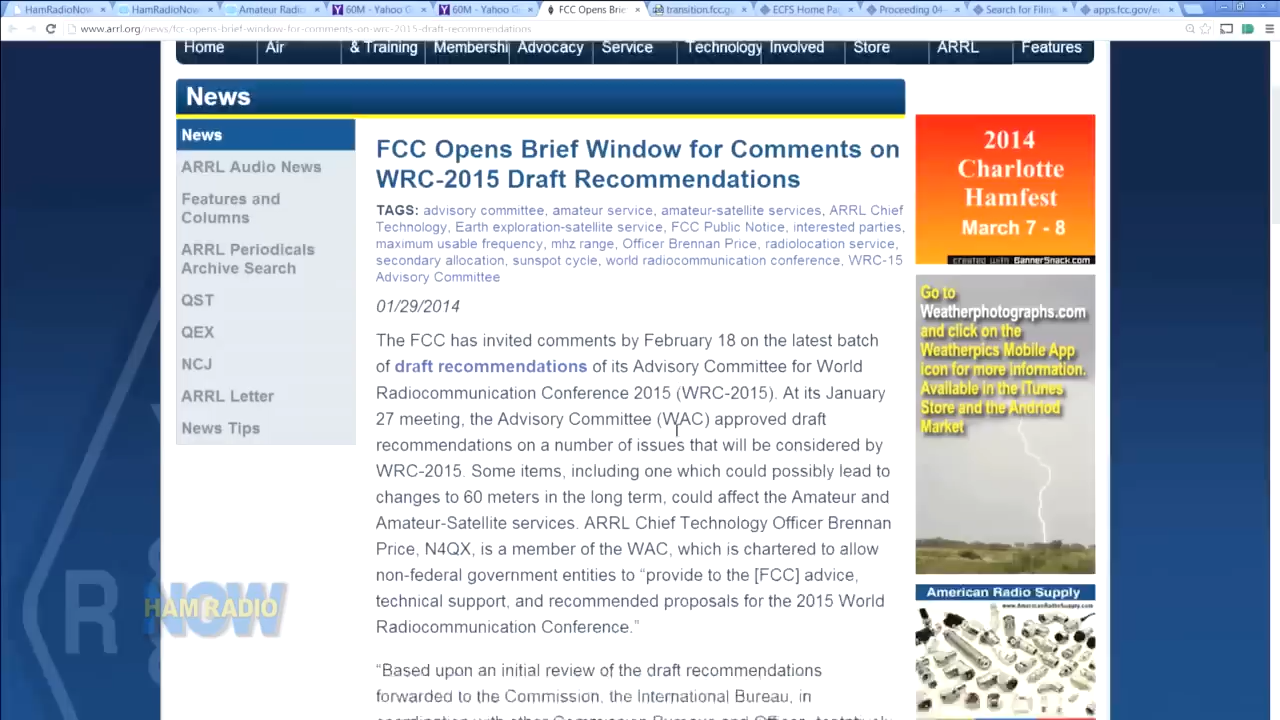 HamRadioNow
HamRadioNow
Amateur Radio
60M - Yahoo G
60M - Yahoo G
FCC Opens Brie
transition.fcc.g
ECFS Home Pa
Proceeding 04-
Search for Filing
apps.fcc.gov/e
www.arrl.org/news/fcc-opens-brief-window-for-comments-on-wrc-2015-draft-recommendations
Home
Air
& Training
Membershi
Advocacy
Service
Technology
Involved
Store
ARRL
Features
News
News
ARRL Audio News
Features and
Columns
ARRL Periodicals
Archive Search
QST
QEX
NCJ
ARRL Letter
News Tips
FCC Opens Brief Window for Comments on
WRC-2015 Draft Recommendations
TAGS: advisory committee, amateur service, amateur-satellite services, ARRL Chief
Technology, Earth exploration-satellite service, FCC Public Notice, interested parties,
maximum usable frequency, mhz range, Officer Brennan Price, radiolocation service,
secondary allocation, sunspot cycle, world radiocommunication conference, WRC-15
Advisory Committee
01/29/2014
The FCC has invited comments by February 18 on the latest batch
of draft recommendations of its Advisory Committee for World
Radiocommunication Conference 2015 (WRC-2015). At its January
27 meeting, the Advisory Committee (WAC) approved draft
recommendations on a number of issues that will be considered by
WRC-2015. Some items, including one which could possibly lead to
changes to 60 meters in the long term, could affect the Amateur and
Amateur-Satellite services. ARRL Chief Technology Officer Brennan
Price, N4QX, is a member of the WAC, which is chartered to allow
non-federal government entities to “provide to the [FCC] advice,
technical support, and recommended proposals for the 2015 World
Radiocommunication Conference.”
“Based upon an initial review of the draft recommendations
forwarded to the Commission, the International Bureau, in
2014
Charlotte
Hamfest
March 7 - 8
created with BannerSnack.com
Go to
Weatherphotographs.com
and click on the
Weatherpics Mobile App
icon for more information.
Available in the iTunes
Store and the Andriod
Market
American Radio Supply
www.AmericanRadioSupply.com
R
HAM RADIO
NOW